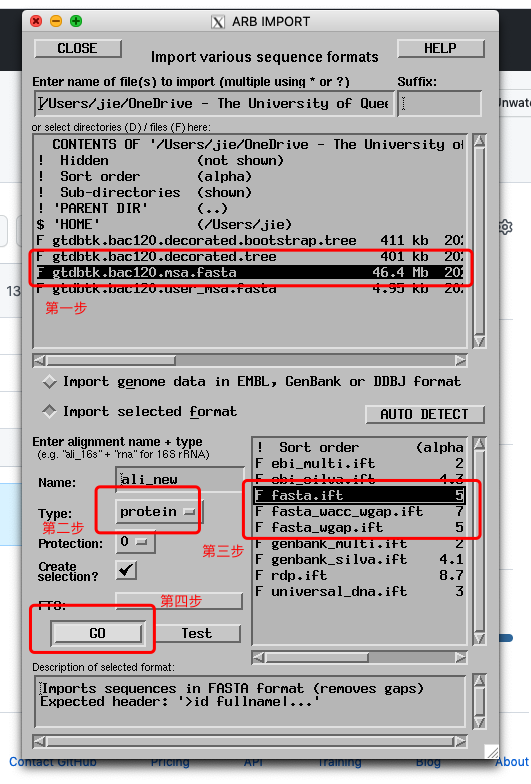 ARB IMPORT
CLOSE
Import various sequence formats
HELP
Enter name of file(s) to import (multiple using * or ?)
Suffix:
/Users/jie/OneDrive - The University of Quee
Unwatc
or select directories (D) / files (F) here:
CONTENTS OF '/Users/jie/OneDrive - The University of
! Hidden (not shown)
! Sort order (alpha)
! Sub-directories (shown)
! 'PARENT DIR' (..)
$ 'HOME' (/Users/jie)
F gtdbtk.bac120.decorated.bootstrap.tree 411 kb 202
F gtdbtk.bac120.decorated.tree 401 kb 202
F gtdbtk.bac120.msa.fasta 46.4 Mb 202
F gtdbtk.bac120.user_msa.fasta 4.95 kb 202
13
第一步
Import genome data in EMBL, GenBank or DDBJ format
Import selected format
AUTO DETECT
Enter alignment name + type
(e.g. "ali_16s" + "rna" for 16S rRNA)
Name:
ali_new
Type:
protein
第二步
Protection:
0
Create
selection?
第三步
FTS:
第四步
GO
Test
! Sort order (alpha
F ebi_multi.ift 2
F ebi_silva.ift 4.3
F fasta.ift 5
F fasta_wacc_wgap.ift 7
F fasta_wgap.ift 5
F genbank_multi.ift 2
F genbank_silva.ift 4.1
F rdp.ift 8.7
F universal_dna.ift 3
Description of selected format:
Imports sequences in FASTA format (removes gaps)
Expected header: '>id fullname|...'
Contact GitHub
Pricing
API
Training
Blog
About